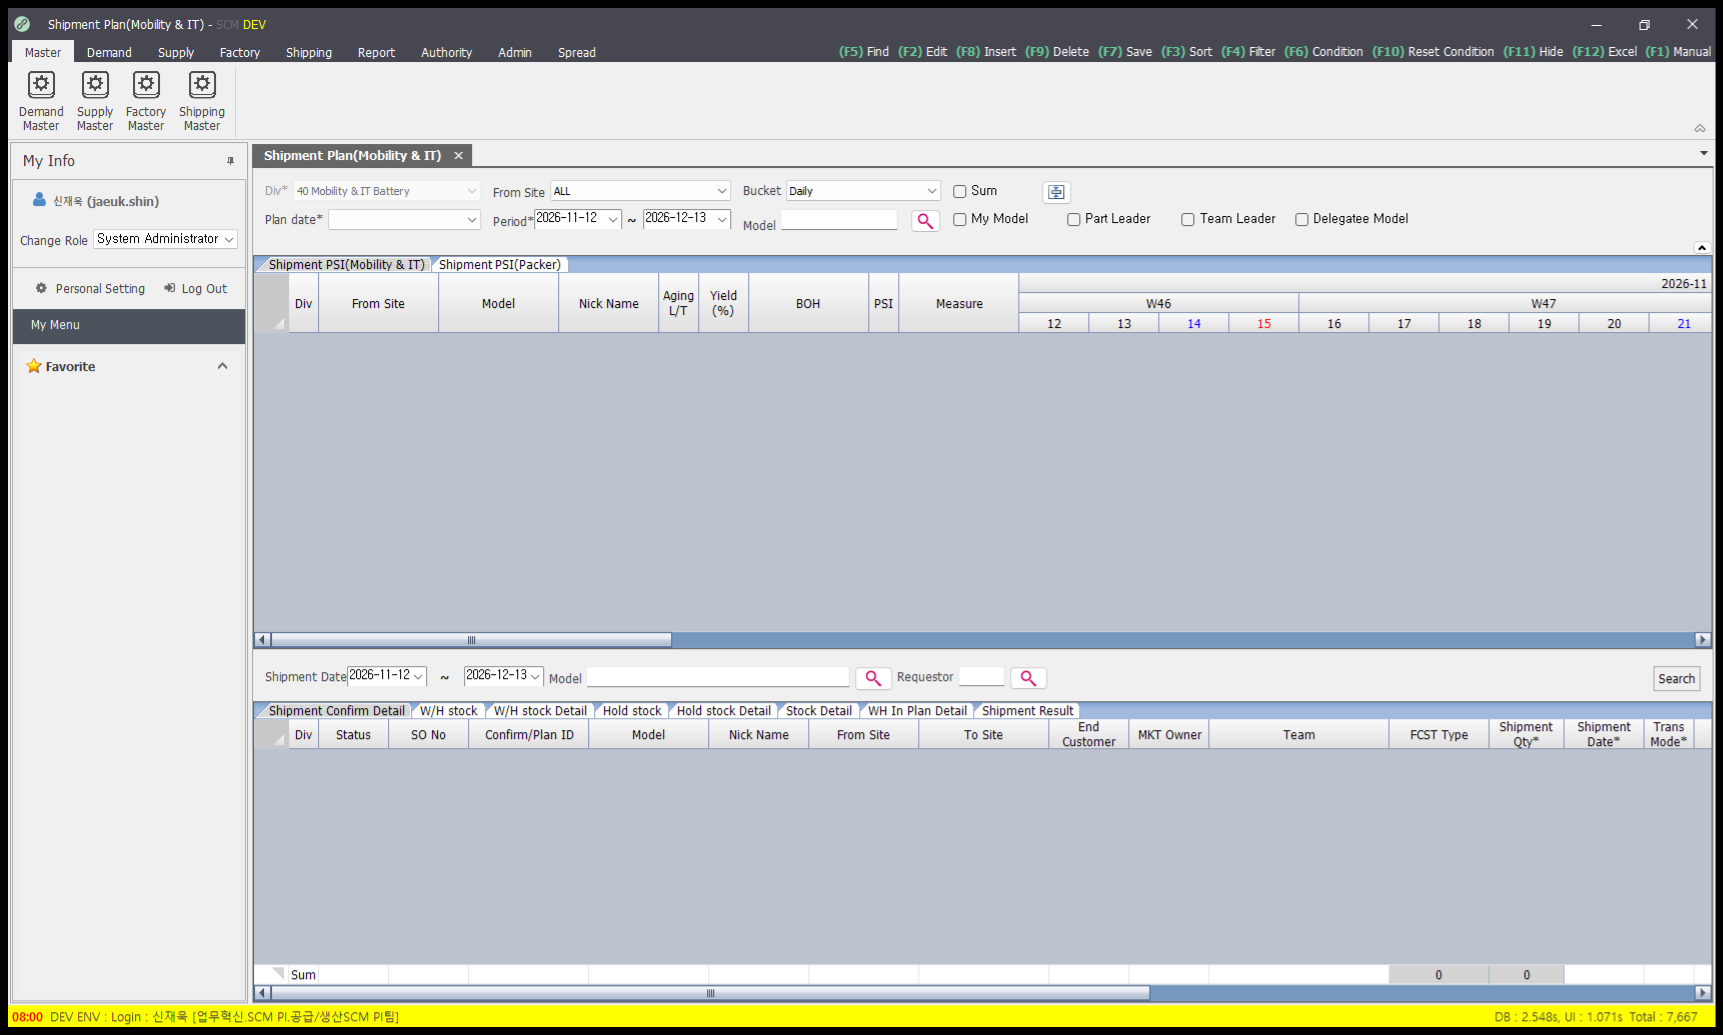 Shipment Plan(Mobility & IT) - SCM DEV
Master Demand Supply Factory Shipping Report Authority Admin Spread (F5) Find (F2) Edit (F8) Insert (F9) Delete (F7) Save (F3) Sort (F4) Filter (F6) Condition (F10) Reset Condition (F11) Hide (F12) Excel (F1) Manual
Demand Master Supply Master Factory Master Shipping Master
My Info
신재욱 (jaeuk.shin)
Change Role System Administrator
Personal Setting Log Out
My Menu
Favorite
Shipment Plan(Mobility & IT)
Div* 40 Mobility & IT Battery From Site ALL Bucket Daily Sum
Plan date* Period* 2026-11-12 ~ 2026-12-13 Model My Model Part Leader Team Leader Delegatee Model
Shipment PSI(Mobility & IT) Shipment PSI(Packer)
Div From Site Model Nick Name Aging L/T Yield (%) BOH PSI Measure 2026-11
W46 W47
12 13 14 15 16 17 18 19 20 21
Shipment Date 2026-11-12 ~ 2026-12-13 Model Requestor Search
Shipment Confirm Detail W/H stock W/H stock Detail Hold stock Hold stock Detail Stock Detail WH In Plan Detail Shipment Result
Div Status SO No Confirm/Plan ID Model Nick Name From Site To Site End Customer MKT Owner Team FCST Type Shipment Qty* Shipment Date* Trans Mode*
Sum 0 0
08:00 DEV ENV : Login : 신재욱 [업무혁신.SCM PI.공급/생산SCM PI팀] DB : 2.548s, UI : 1.071s Total : 7,667